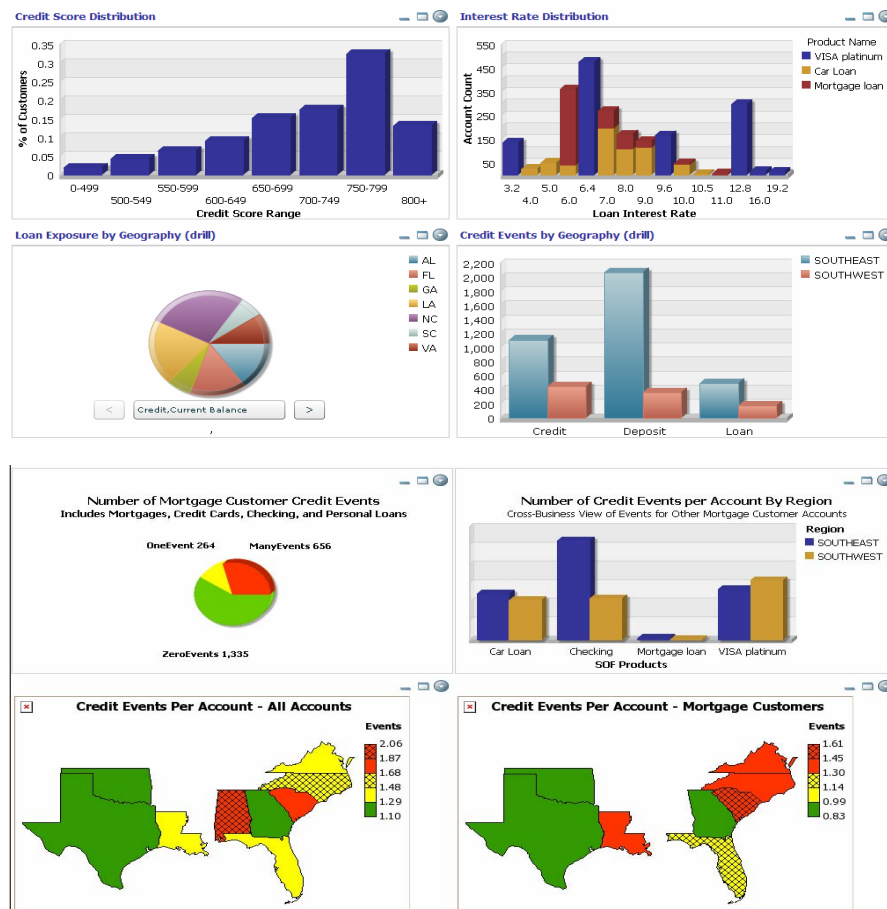 Credit Score Distribution
0.35
0.3
0.25
0.2
0.15
0.1
0.05
0
% of Customers
0-499 550-599 650-699 750-799
500-549 600-649 700-749 800+
Credit Score Range
Interest Rate Distribution
550
450
350
250
150
50
Account Count
3.2 5.0 6.4 8.0 9.6 10.5 12.8 19.2
4.0 6.0 7.0 9.0 10.0 11.0 16.0
Loan Interest Rate
Product Name
VISA platinum
Car Loan
Mortgage loan
Loan Exposure by Geography (drill)
AL
FL
GA
LA
NC
SC
VA
< Credit,Current Balance >
,
Credit Events by Geography (drill)
2,200
2,000
1,800
1,600
1,400
1,200
1,000
800
600
400
200
0
Credit Deposit Loan
SOUTHEAST
SOUTHWEST
Number of Mortgage Customer Credit Events
Includes Mortgages, Credit Cards, Checking, and Personal Loans
OneEvent 264 ManyEvents 656
ZeroEvents 1,335
Number of Credit Events per Account By Region
Cross-Business View of Events for Other Mortgage Customer Accounts
Region
SOUTHEAST
SOUTHWEST
Car Loan Checking Mortgage loan VISA platinum
SOF Products
Credit Events Per Account - All Accounts
Events
2.06
1.87
1.68
1.48
1.29
1.10
Credit Events Per Account - Mortgage Customers
Events
1.61
1.45
1.30
1.14
0.99
0.83